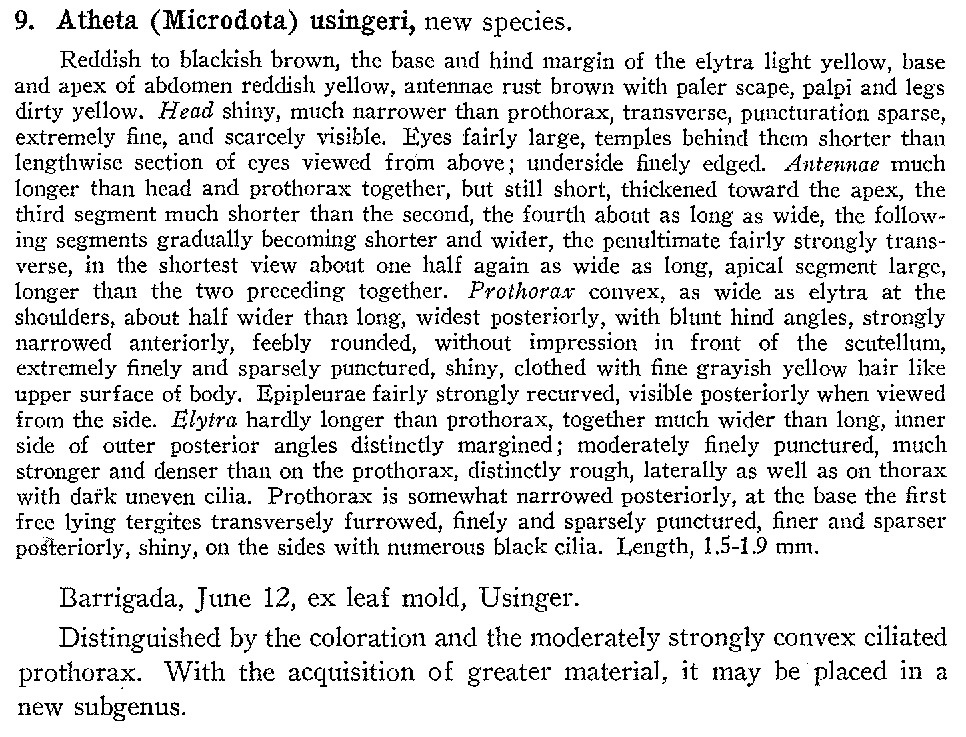 9. Atheta (Microdota) usingeri, new species.
Reddish to blackish brown, the base and hind margin of the elytra light yellow, base
and apex of abdomen reddish yellow, antennae rust brown with paler scape, palpi and legs
dirty yellow. Head shiny, much narrower than prothorax, transverse, puncturation sparse,
extremely fine, and scarcely visible. Eyes fairly large, temples behind them shorter than
lengthwise section of eyes viewed from above; underside finely edged. Antennae much
longer than head and prothorax together, but still short, thickened toward the apex, the
third segment much shorter than the second, the fourth about as long as wide, the follow-
ing segments gradually becoming shorter and wider, the penultimate fairly strongly trans-
verse, in the shortest view about one half again as wide as long, apical segment large,
longer than the two preceding together. Prothorax convex, as wide as elytra at the
shoulders, about half wider than long, widest posteriorly, with blunt hind angles, strongly
narrowed anteriorly, feebly rounded, without impression in front of the scutellum,
extremely finely and sparsely punctured, shiny, clothed with fine grayish yellow hair like
upper surface of body. Epipleurae fairly strongly recurved, visible posteriorly when viewed
from the side. Elytra hardly longer than prothorax, together much wider than long, inner
side of outer posterior angles distinctly margined; moderately finely punctured, much
stronger and denser than on the prothorax, distinctly rough, laterally as well as on thorax
with dark uneven cilia. Prothorax is somewhat narrowed posteriorly, at the base the first
free lying tergites transversely furrowed, finely and sparsely punctured, finer and sparser
posteriorly, shiny, on the sides with numerous black cilia. Length, 1.5-1.9 mm.
Barrigada, June 12, ex leaf mold, Usinger.
Distinguished by the coloration and the moderately strongly convex ciliated
prothorax. With the acquisition of greater material, it may be placed in a
new subgenus.